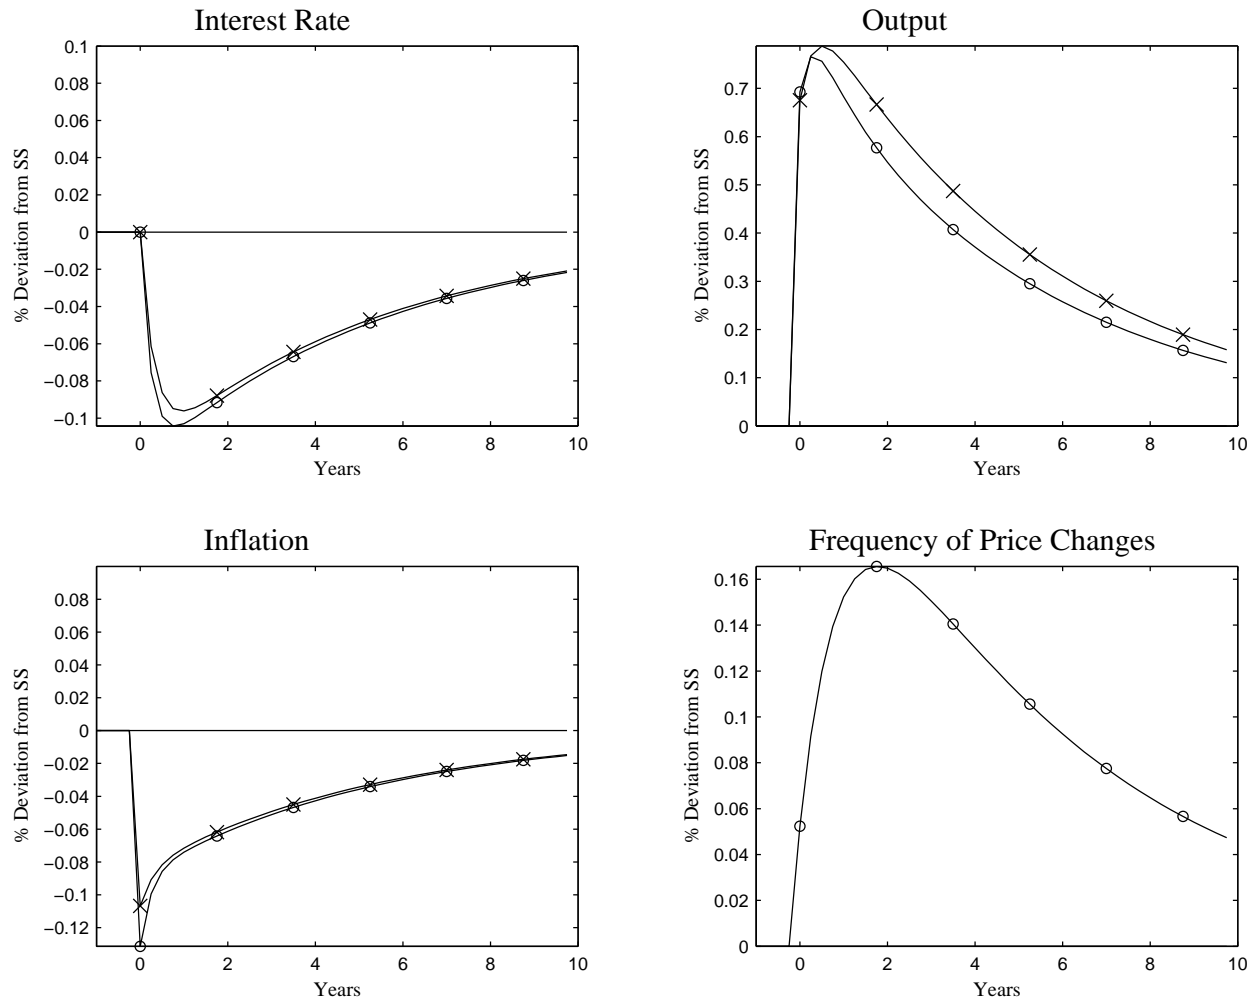 Interest Rate
0.1
0.08
0.06
0.04
0.02
0
−0.02
−0.04
−0.06
−0.08
−0.1
% Deviation from SS
0 2 4 6 8 10
Years
Output
0.7
0.6
0.5
0.4
0.3
0.2
0.1
0
% Deviation from SS
0 2 4 6 8 10
Years
Inflation
0.08
0.06
0.04
0.02
0
−0.02
−0.04
−0.06
−0.08
−0.1
−0.12
% Deviation from SS
0 2 4 6 8 10
Years
Frequency of Price Changes
0.16
0.14
0.12
0.1
0.08
0.06
0.04
0.02
0
% Deviation from SS
0 2 4 6 8 10
Years